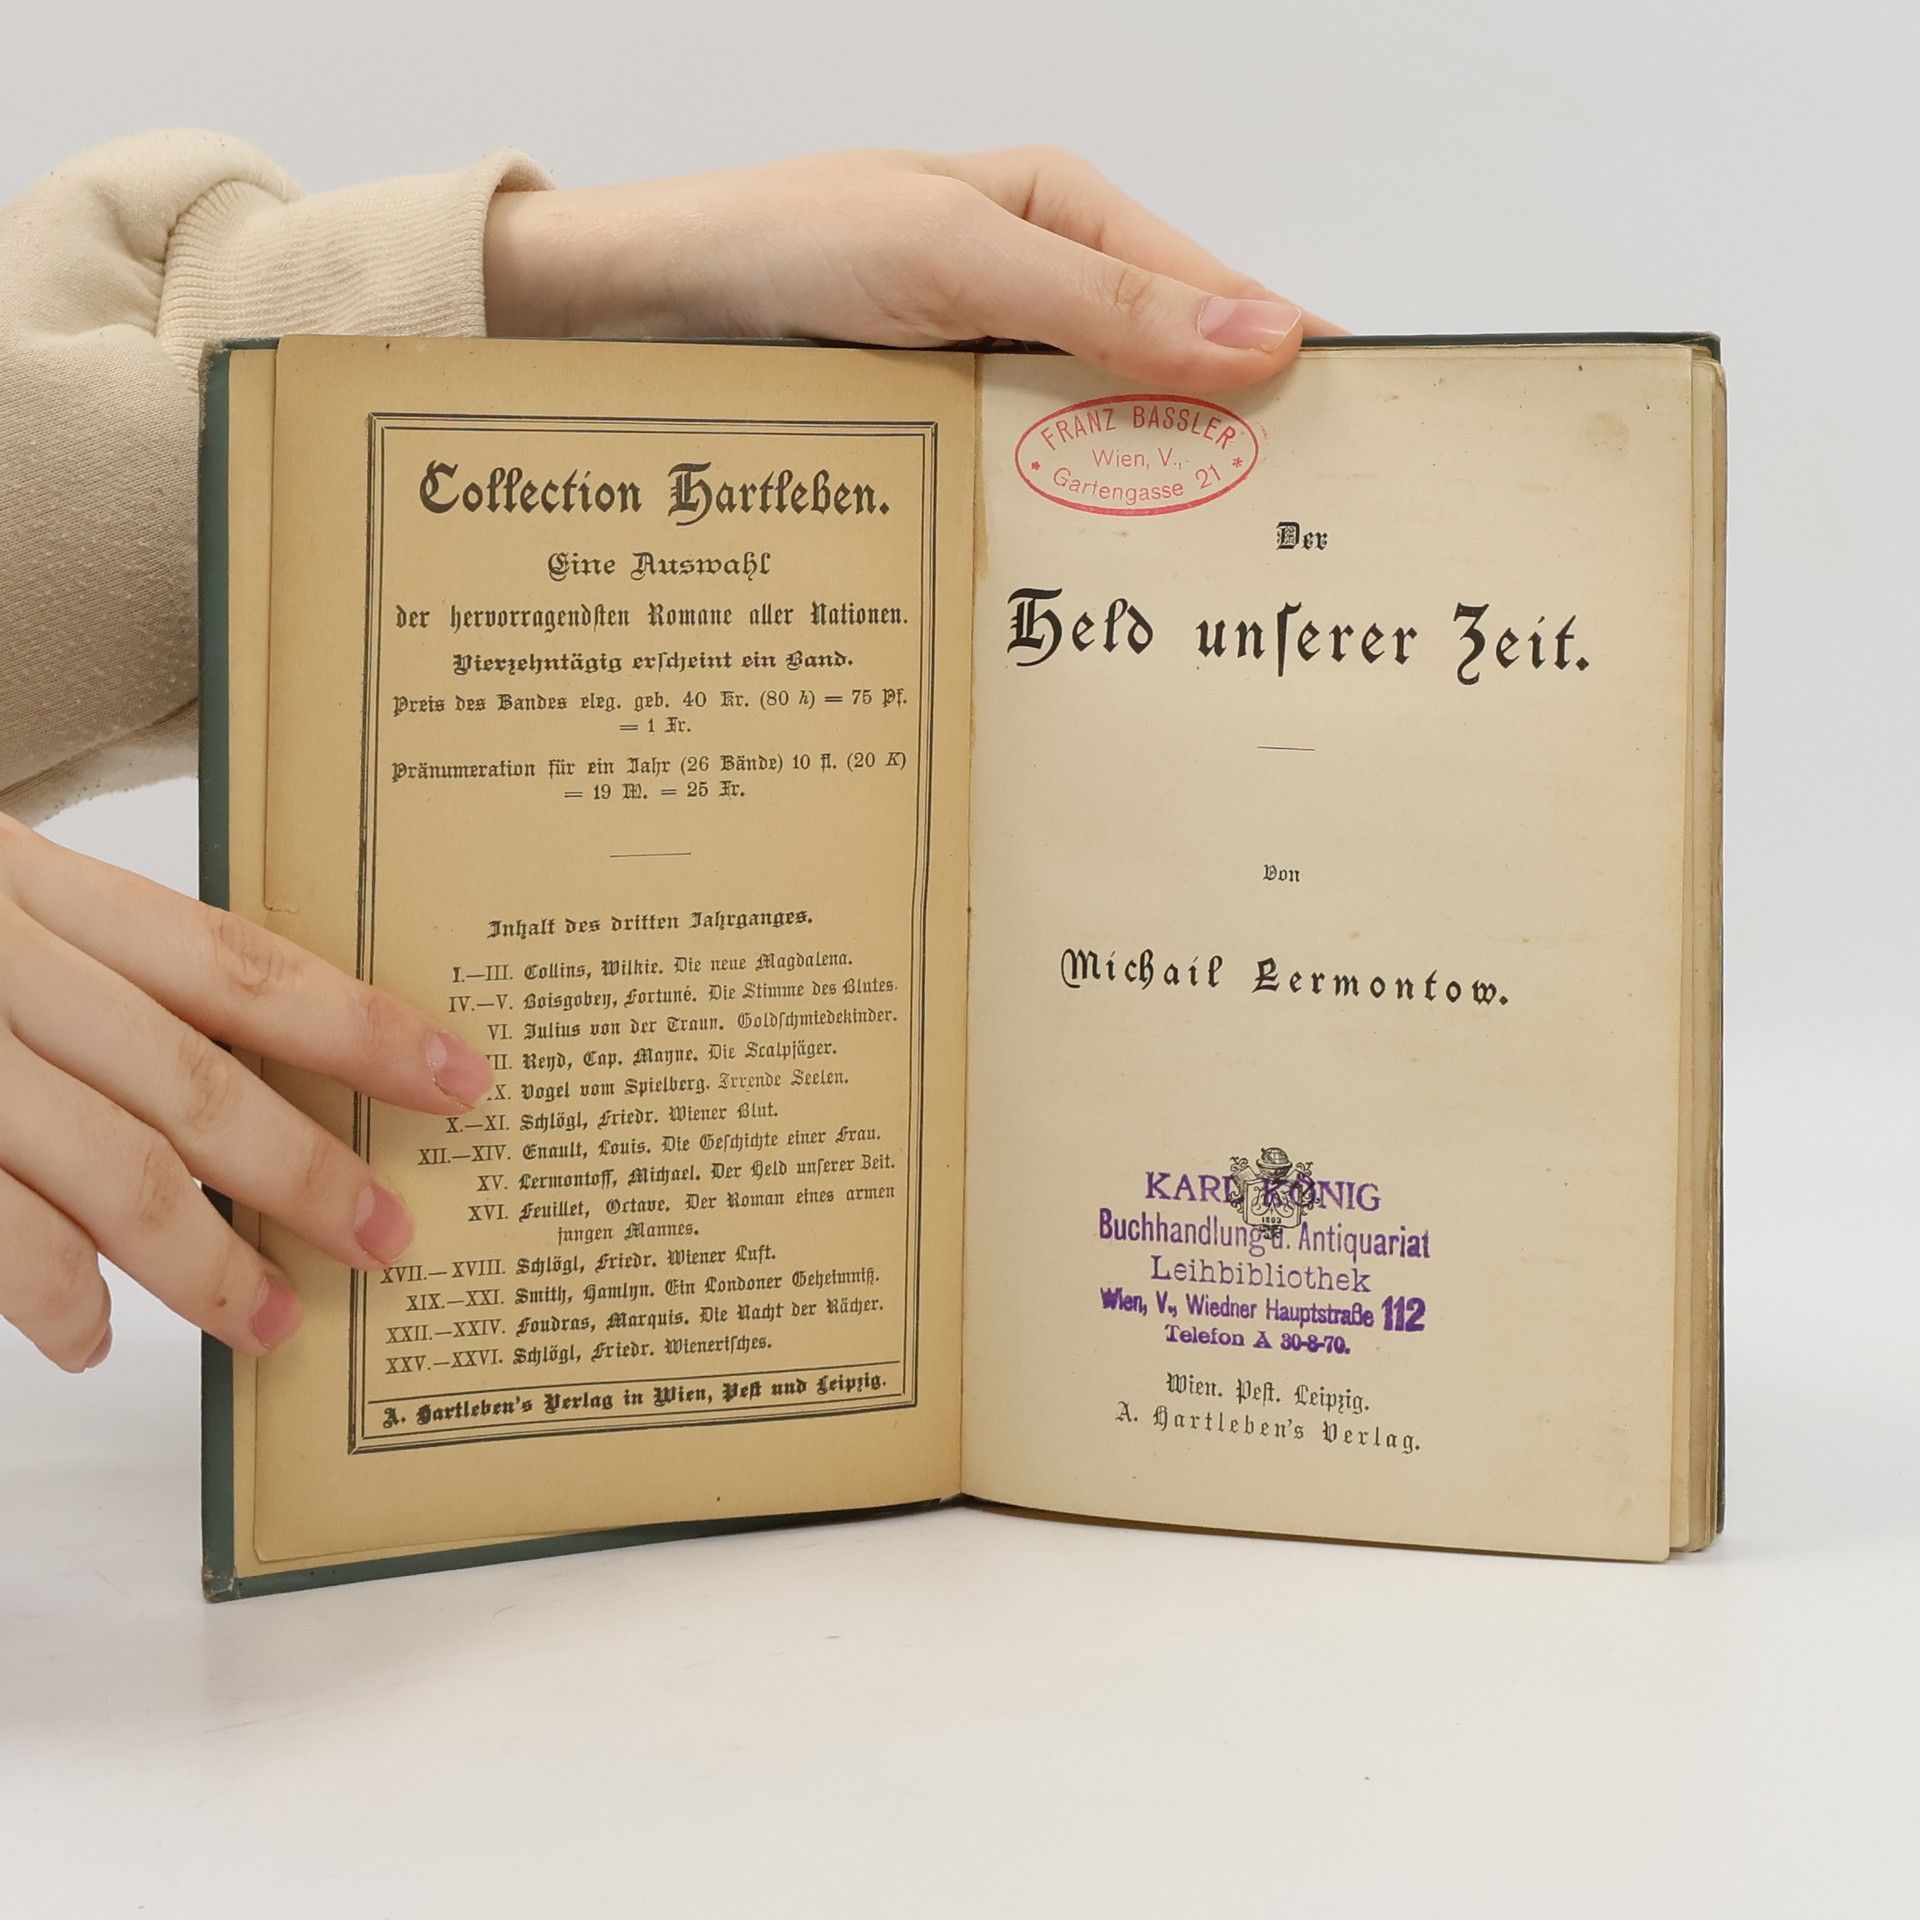 Collection Hartleben.
Eine Auswahl
der hervorragendſten Romane aller Nationen.
Vierzehntägig erſcheint ein Band.
Preis des Bandes eleg. geb. 40 Kr. (80 h) = 75 Pf.
= 1 Fr.
Pränumeration für ein Jahr (26 Bände) 10 fl. (20 K)
= 19 M. = 25 Fr.
Inhalt des dritten Jahrganges.
I.—III. Collins, Wilkie. Die neue Magdalena.
IV.—V. Boisgobey, Fortuné. Die Stimme des Blutes.
VI. Julius von der Traun. Goldſchmiedekinder.
II. Reyd, Cap. Mayne. Die Scalpjäger.
X. Vogel vom Spielberg. Irrende Seelen.
X.—XI. Schlögl, Friedr. Wiener Blut.
XII.—XIV. Enault, Louis. Die Geſchichte einer Frau.
XV. Lermontoff, Michael. Der Held unſerer Zeit.
XVI. Feuillet, Octave. Der Roman eines armen
jungen Mannes.
XVII.—XVIII. Schlögl, Friedr. Wiener Luft.
XIX.—XXI. Smith, Hamlyn. Ein Londoner Geheimniß.
XXII.—XXIV. Foudras, Marquis. Die Nacht der Rächer.
XXV.—XXVI. Schlögl, Friedr. Wieneriſches.
A. Hartleben's Verlag in Wien, Peſt und Leipzig.
FRANZ BASSLER
Wien, V.,
* Gartengasse 21 *
Der
Held unſerer Zeit.
Von
Michail Lermontow.
KARL KÖNIG
1803
Buchhandlung u. Antiquariat
Leihbibliothek
Wien, V., Wiedner Hauptstraße 112
Telefon A 30-8-70.
Wien. Peſt. Leipzig.
A. Hartleben's Verlag.